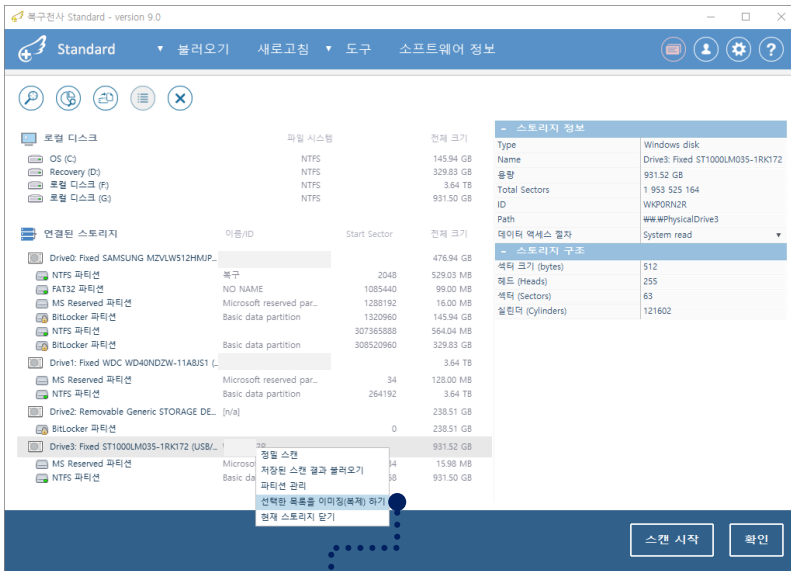 복구천사 Standard - version 9.0
Standard ▼ 불러오기 새로고침 ▼ 도구 소프트웨어 정보
로컬 디스크 파일 시스템 전체 크기
OS (C:) NTFS 145.94 GB
Recovery (D:) NTFS 329.83 GB
로컬 디스크 (F:) NTFS 3.64 TB
로컬 디스크 (G:) NTFS 931.50 GB
연결된 스토리지 이름/ID Start Sector 전체 크기
Drive0: Fixed SAMSUNG MZVLW512HMJP... 476.94 GB
NTFS 파티션 복구 2048 529.03 MB
FAT32 파티션 NO NAME 1085440 99.00 MB
MS Reserved 파티션 Microsoft reserved par... 1288192 16.00 MB
BitLocker 파티션 Basic data partition 1320960 145.94 GB
NTFS 파티션 307365888 564.04 MB
BitLocker 파티션 Basic data partition 308520960 329.83 GB
Drive1: Fixed WDC WD40NDZW-11A8JS1 (... 3.64 TB
MS Reserved 파티션 Microsoft reserved par... 34 128.00 MB
NTFS 파티션 Basic data partition 264192 3.64 TB
Drive2: Removable Generic STORAGE DE... [n/a] 238.51 GB
BitLocker 파티션 0 238.51 GB
Drive3: Fixed ST1000LM035-1RK172 (USB/... 931.52 GB
MS Reserved 파티션 Microso 34 15.98 MB
NTFS 파티션 Basic da 68 931.50 GB
정밀 스캔
저장된 스캔 결과 불러오기
파티션 관리
선택한 목록을 이미징(복제) 하기
현재 스토리지 닫기
- 스토리지 정보
Type Windows disk
Name Drive3: Fixed ST1000LM035-1RK172
용량 931.52 GB
Total Sectors 1 953 525 164
ID WKP0RN2R
Path ₩₩.₩PhysicalDrive3
데이터 액세스 절차 System read ▼
- 스토리지 구조
섹터 크기 (bytes) 512
헤드 (Heads) 255
섹터 (Sectors) 63
실린더 (Cylinders) 121602
스캔 시작 확인